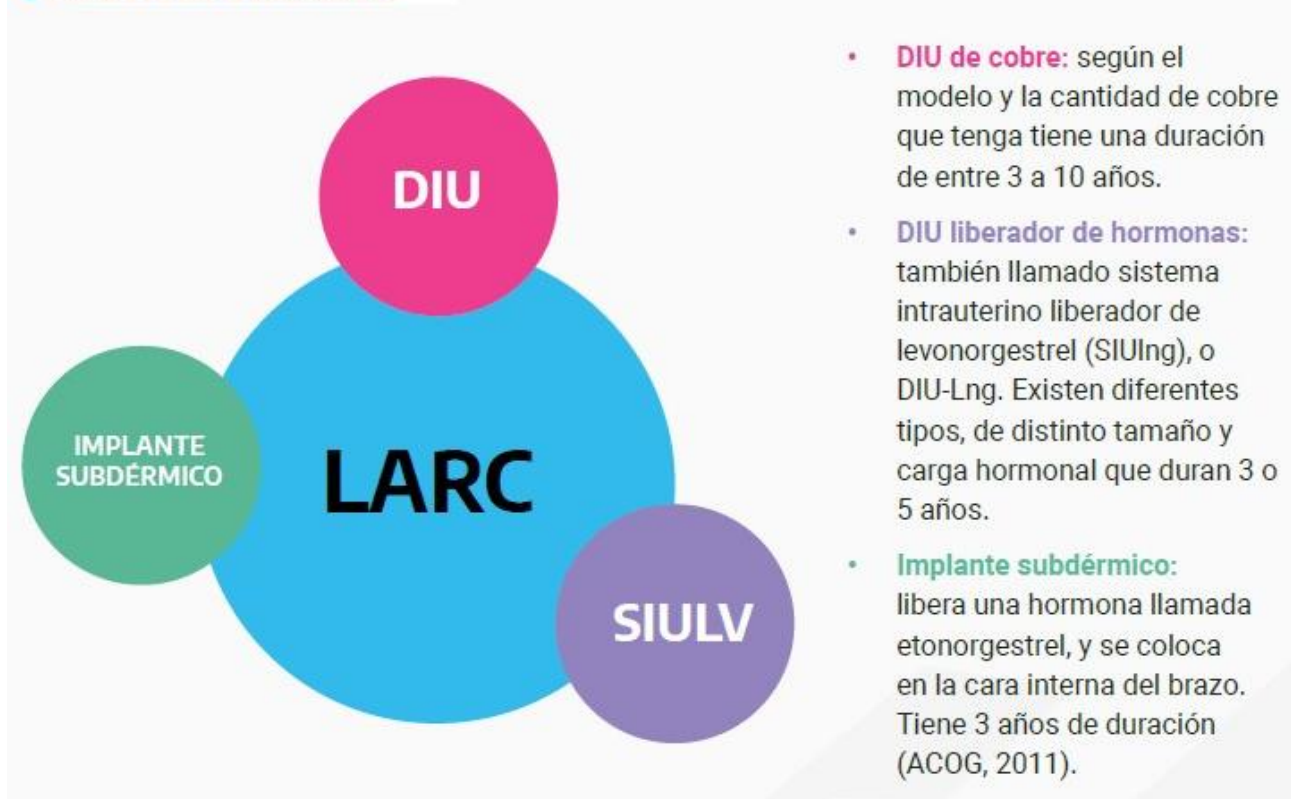 DIU
IMPLANTE
SUBDÉRMICO
LARC
SIULV
• DIU de cobre: según el
modelo y la cantidad de cobre
que tenga tiene una duración
de entre 3 a 10 años.
• DIU liberador de hormonas:
también llamado sistema
intrauterino liberador de
levonorgestrel (SIUlng), o
DIU-Lng. Existen diferentes
tipos, de distinto tamaño y
carga hormonal que duran 3 o
5 años.
• Implante subdérmico:
libera una hormona llamada
etonorgestrel, y se coloca
en la cara interna del brazo.
Tiene 3 años de duración
(ACOG, 2011).